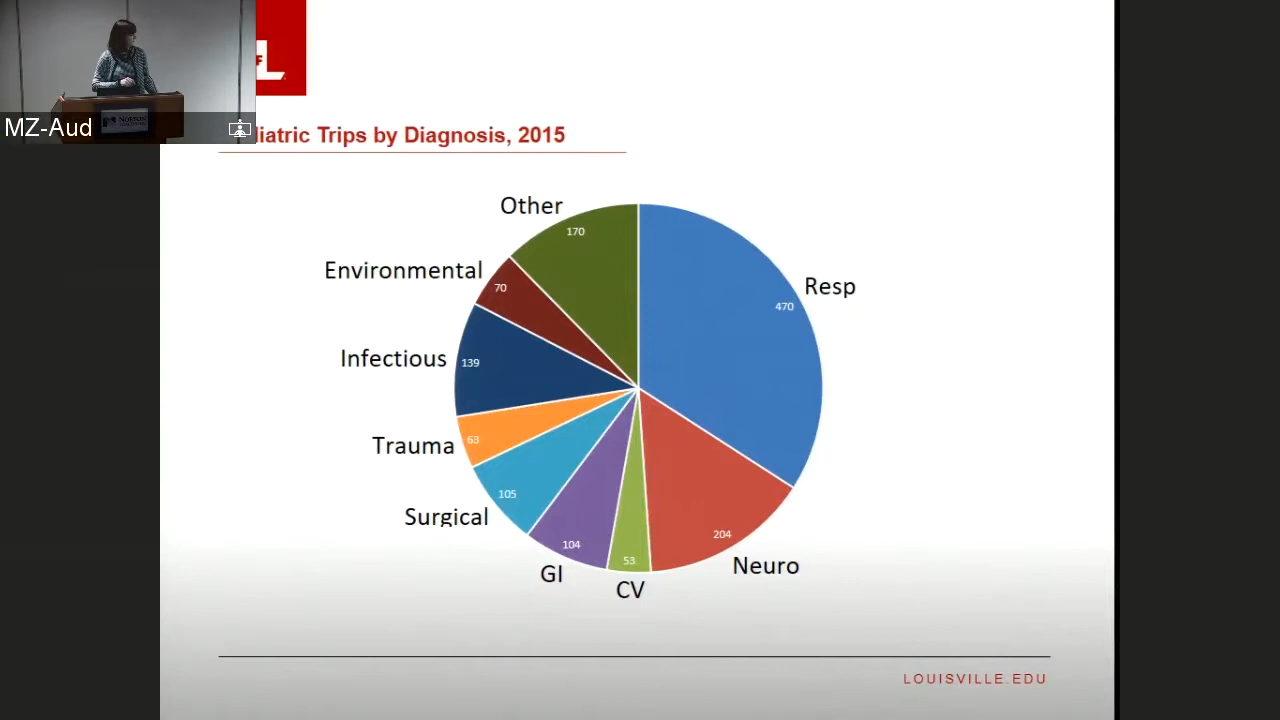 MZ-Aud
iatric Trips by Diagnosis, 2015
Other
170
Environmental
70
Resp
470
Infectious
139
Trauma
63
Surgical
105
GI
104
CV
53
Neuro
204
LOUISVILLE.EDU